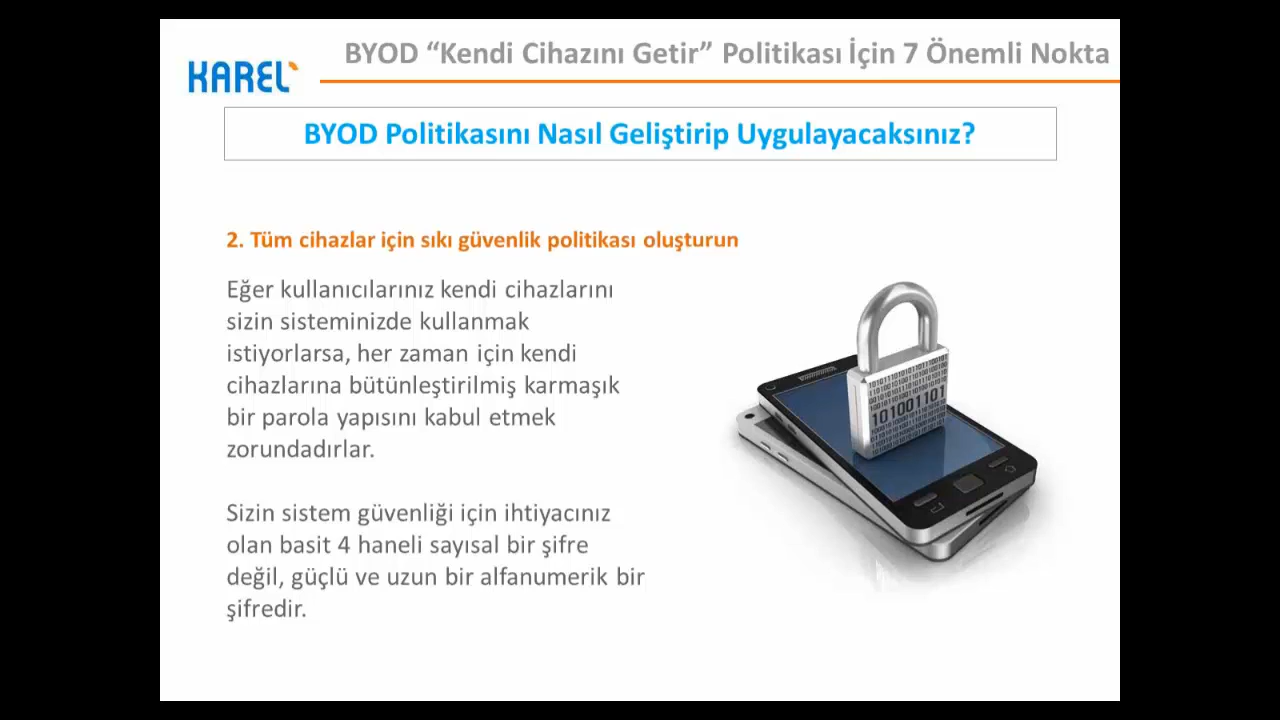 BYOD “Kendi Cihazını Getir” Politikası İçin 7 Önemli Nokta
KAREL
BYOD Politikasını Nasıl Geliştirip Uygulayacaksınız?
2. Tüm cihazlar için sıkı güvenlik politikası oluşturun
Eğer kullanıcılarınız kendi cihazlarını
sizin sisteminizde kullanmak
istiyorlarsa, her zaman için kendi
cihazlarına bütünleştirilmiş karmaşık
bir parola yapısını kabul etmek
zorundadırlar.
Sizin sistem güvenliği için ihtiyacınız
olan basit 4 haneli sayısal bir şifre
değil, güçlü ve uzun bir alfanumerik bir
şifredir.
101001101